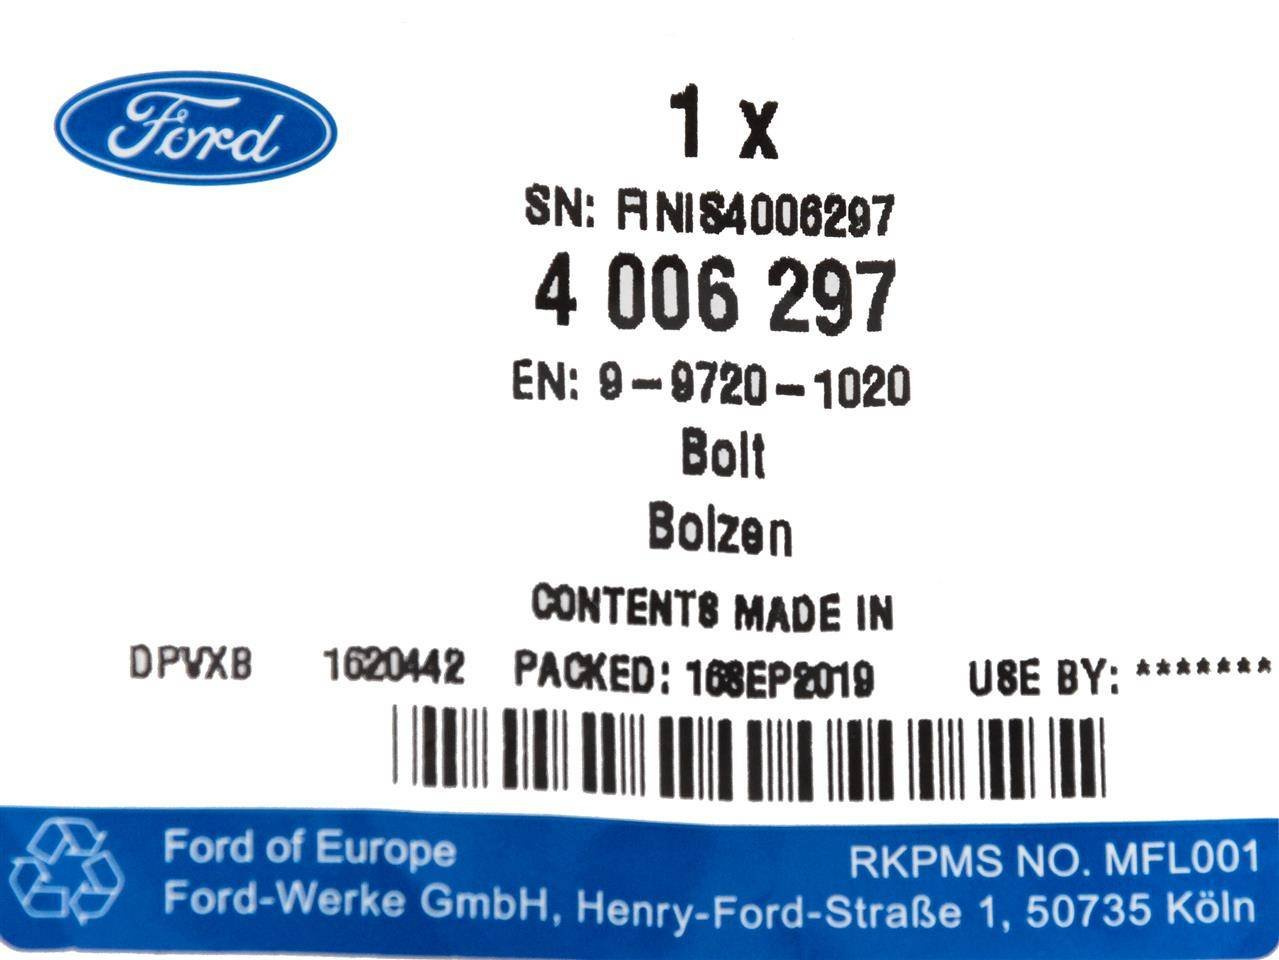 Ford
1 x
SN: FINIS4006297
4 006 297
EN: 9-9720-1020
Bolt
Bolzen
CONTENTS MADE IN
DPVXB 1620442 PACKED: 16SEP2019 USE BY: *******
Ford of Europe RKPMS NO. MFL001
Ford-Werke GmbH, Henry-Ford-Straße 1, 50735 Köln